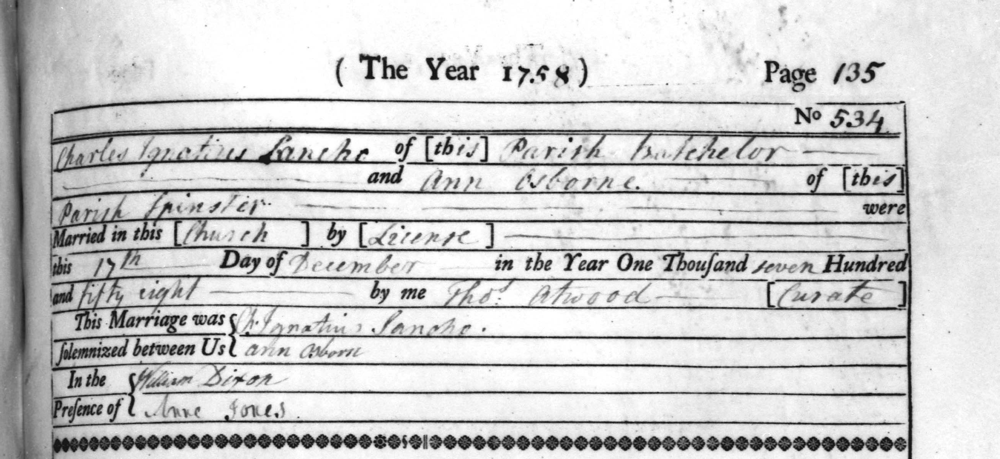 ( The Year 1758 ) Page 135
No 534
Charles Ignatius Sancho of [this] Parish Batchelor
and Ann Osborne. of [this]
Parish Spinster. were
Married in this [Church] by [License]
this 17th Day of December in the Year One Thouſand seven Hundred
and fifty eight by me Thos. Atwood [Curate]
This Marriage was { Ch. Ignatius Sancho.
ſolemnized between Us { ann Osborn
In the { William Dixon
Preſence of { Anne Jones.